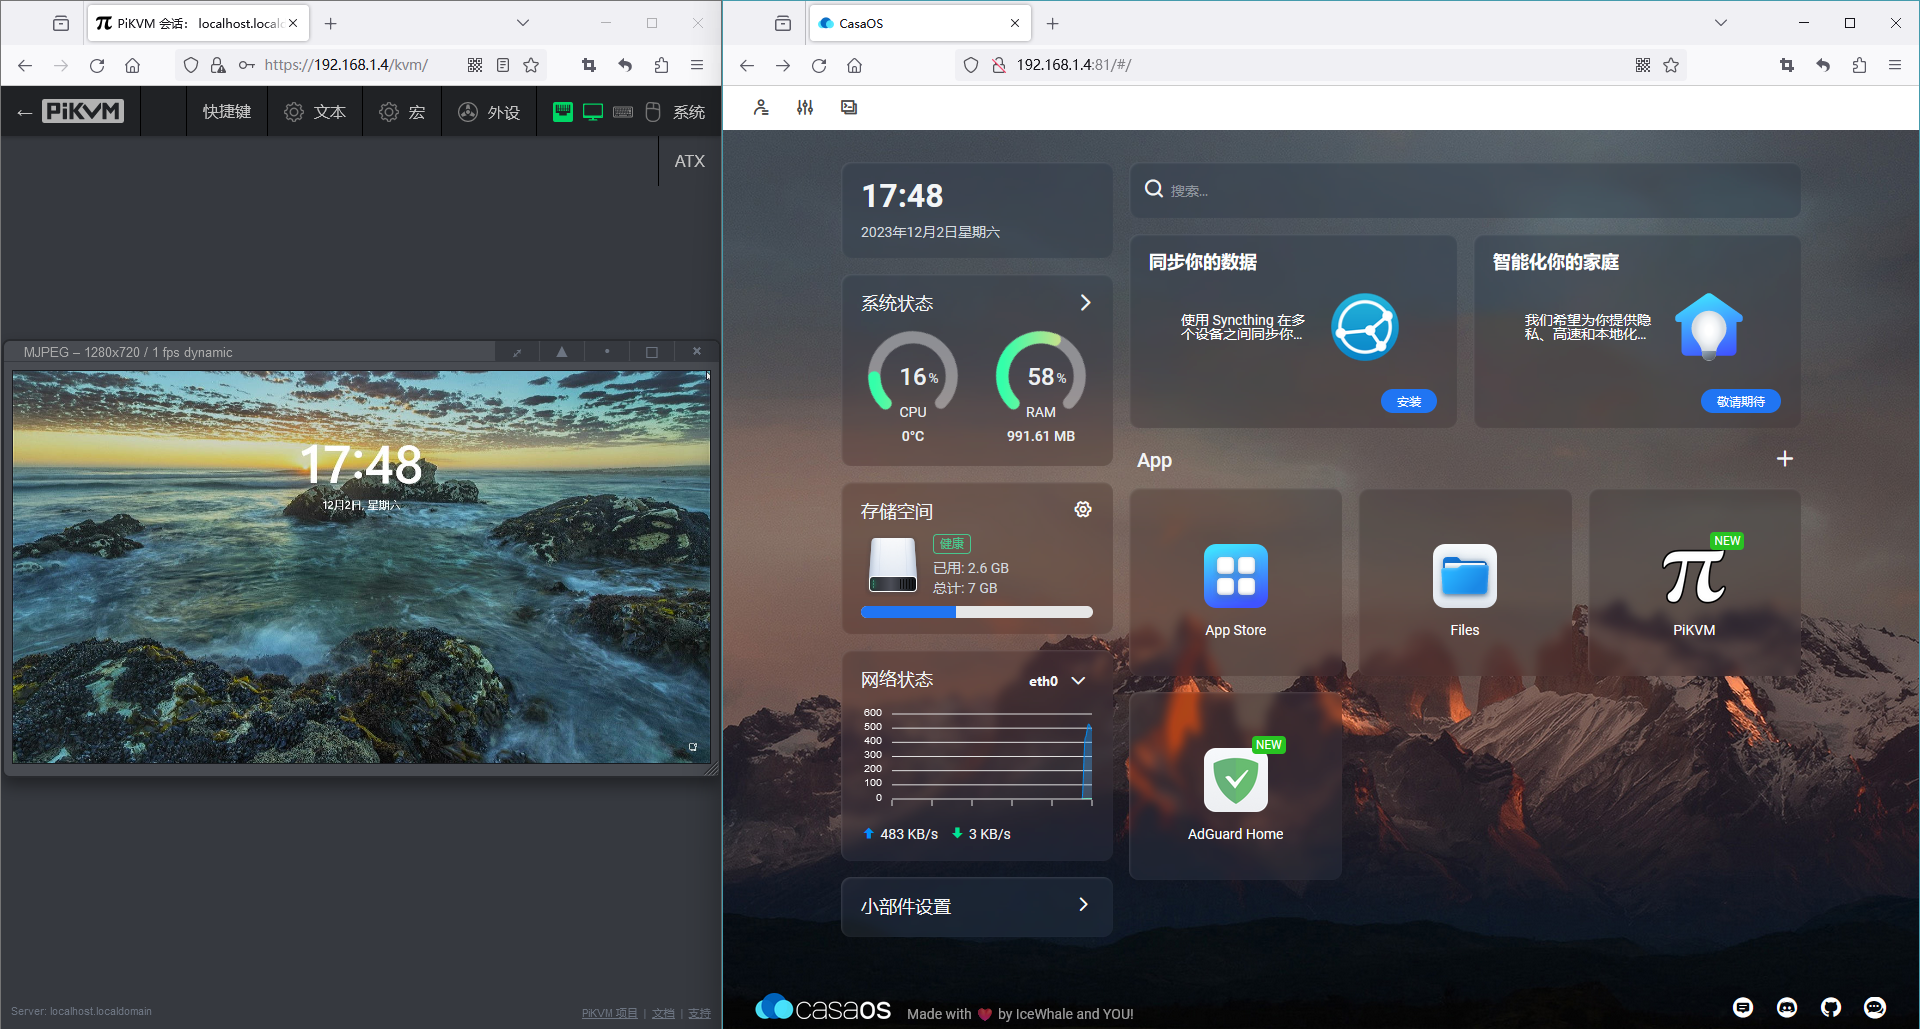 PiKVM 会话： localhost.local
https://192.168.1.4/kvm/
PiKVM
快捷键
文本
宏
外设
系统
ATX
MJPEG – 1280x720 / 1 fps dynamic
17:48
12月2日, 星期六
Server: localhost.localdomain
PiKVM 项目 | 文档 | 支持
CasaOS
192.168.1.4:81/#/
17:48
2023年12月2日星期六
系统状态
16%
CPU
0°C
58%
RAM
991.61 MB
存储空间
健康
已用: 2.6 GB
总计: 7 GB
网络状态
eth0
600
500
400
300
200
100
0
483 KB/s
3 KB/s
小部件设置
搜索...
同步你的数据
使用 Syncthing 在多
个设备之间同步你...
安装
智能化你的家庭
我们希望为你提供隐
私、高速和本地化...
敬请期待
App
App Store
Files
NEW
PiKVM
NEW
AdGuard Home
casaOS
Made with ❤ by IceWhale and YOU!